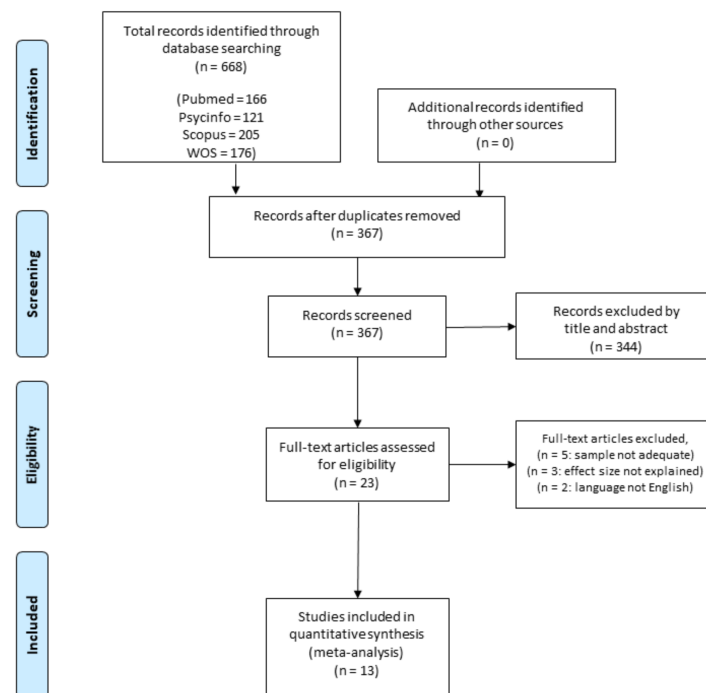 Identification
Total records identified through
database searching
(n = 668)
(Pubmed = 166
Psycinfo = 121
Scopus = 205
WOS = 176)
Additional records identified
through other sources
(n = 0)
Screening
Records after duplicates removed
(n = 367)
Records screened
(n = 367)
Records excluded by
title and abstract
(n = 344)
Eligibility
Full-text articles assessed
for eligibility
(n = 23)
Full-text articles excluded,
(n = 5: sample not adequate)
(n = 3: effect size not explained)
(n = 2: language not English)
Included
Studies included in
quantitative synthesis
(meta-analysis)
(n = 13)